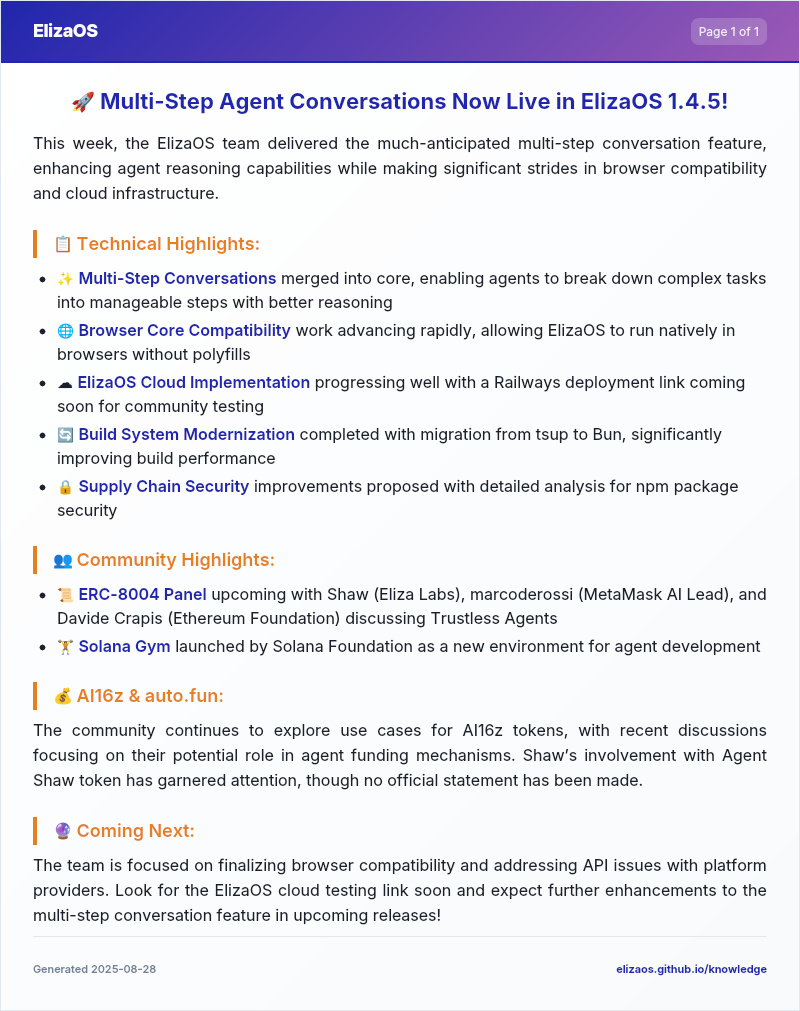 ElizaOS
Page 1 of 1
🚀 Multi-Step Agent Conversations Now Live in ElizaOS 1.4.5!
This week, the ElizaOS team delivered the much-anticipated multi-step conversation feature,
enhancing agent reasoning capabilities while making significant strides in browser compatibility
and cloud infrastructure.
📋 Technical Highlights:
• ✨ Multi-Step Conversations merged into core, enabling agents to break down complex tasks
into manageable steps with better reasoning
• 🌐 Browser Core Compatibility work advancing rapidly, allowing ElizaOS to run natively in
browsers without polyfills
• ☁ ElizaOS Cloud Implementation progressing well with a Railways deployment link coming
soon for community testing
• 🔄 Build System Modernization completed with migration from tsup to Bun, significantly
improving build performance
• 🔒 Supply Chain Security improvements proposed with detailed analysis for npm package
security
👥 Community Highlights:
• 📜 ERC-8004 Panel upcoming with Shaw (Eliza Labs), marcoderossi (MetaMask AI Lead), and
Davide Crapis (Ethereum Foundation) discussing Trustless Agents
• 🏋 Solana Gym launched by Solana Foundation as a new environment for agent development
💰 AI16z & auto.fun:
The community continues to explore use cases for AI16z tokens, with recent discussions
focusing on their potential role in agent funding mechanisms. Shaw's involvement with Agent
Shaw token has garnered attention, though no official statement has been made.
🔮 Coming Next:
The team is focused on finalizing browser compatibility and addressing API issues with platform
providers. Look for the ElizaOS cloud testing link soon and expect further enhancements to the
multi-step conversation feature in upcoming releases!
Generated 2025-08-28
elizaos.github.io/knowledge